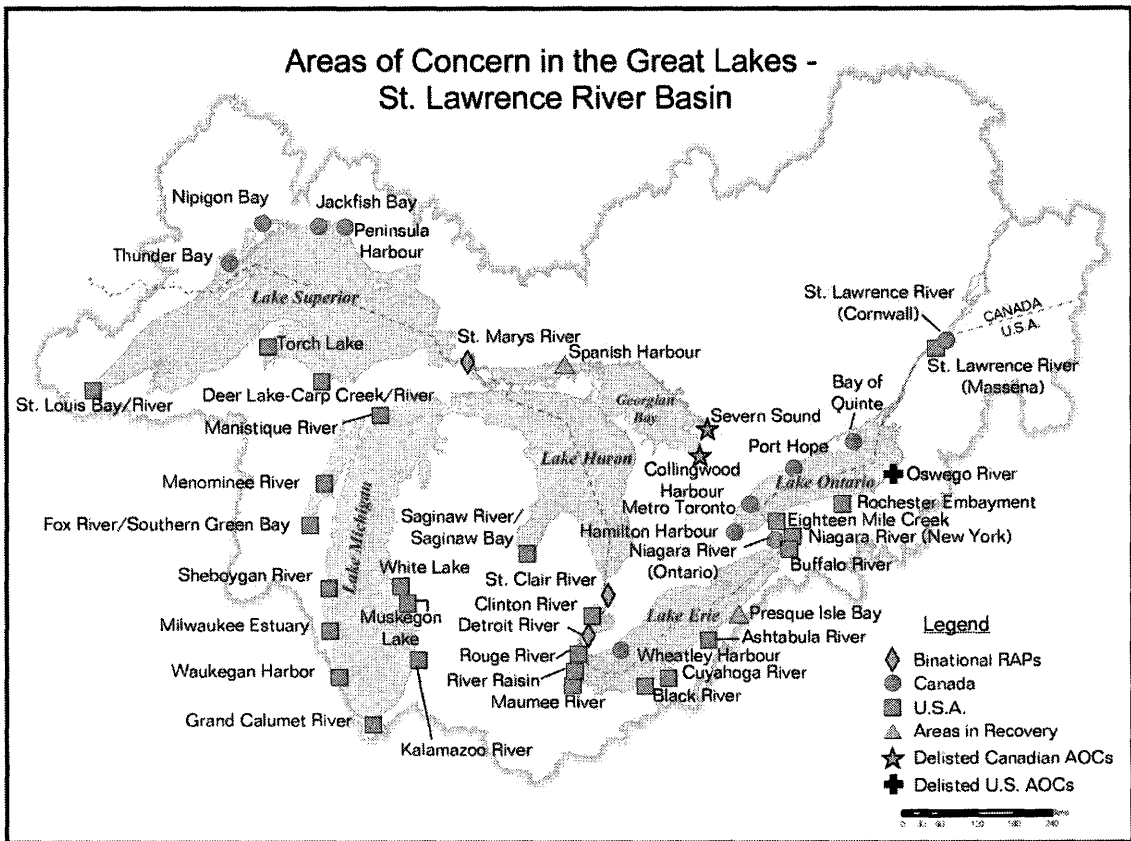 Areas of Concern in the Great Lakes -
St. Lawrence River Basin
Nipigon Bay
Jackfish Bay
Peninsula
Harbour
Thunder Bay
Lake Superior
St. Lawrence River
(Cornwall)
CANADA
U.S.A.
St. Marys River
Spanish Harbour
Torch Lake
St. Lawrence River
(Massena)
Deer Lake-Carp Creek/River
St. Louis Bay/River
Georgian
Bay
Bay of
Quinte
Manistique River
Severn Sound
Port Hope
Lake Huron
Collingwood
Harbour
Lake Ontario
Oswego River
Menominee River
Metro Toronto
Rochester Embayment
Fox River/Southern Green Bay
Saginaw River/
Saginaw Bay
Hamilton Harbour
Eighteen Mile Creek
Niagara River
(Ontario)
Niagara River (New York)
Buffalo River
Lake Michigan
Sheboygan River
White Lake
St. Clair River
Muskegon
Lake
Clinton River
Lake Erie
Presque Isle Bay
Milwaukee Estuary
Detroit River
Ashtabula River
Rouge River
Wheatley Harbour
Waukegan Harbor
River Raisin
Cuyahoga River
Maumee River
Black River
Grand Calumet River
Kalamazoo River
Legend
Binational RAPs
Canada
U.S.A.
Areas in Recovery
Delisted Canadian AOCs
Delisted U.S. AOCs